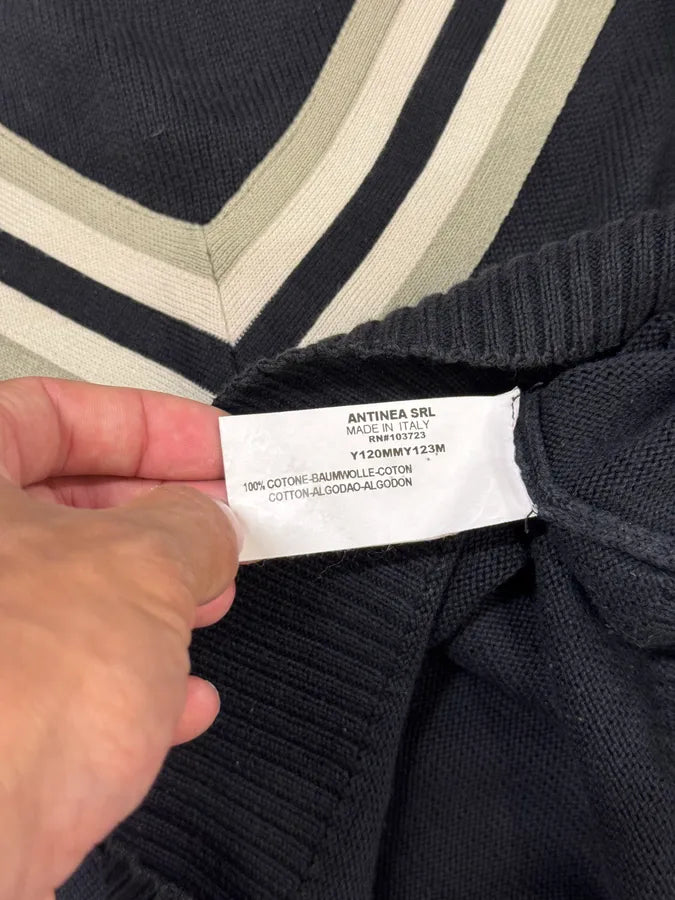 ANTINEA SRL
MADE IN ITALY
RN#103723
Y120MMY123M
100% COTONE-BAUMWOLLE-COTON
COTTON-ALGODAO-ALGODON